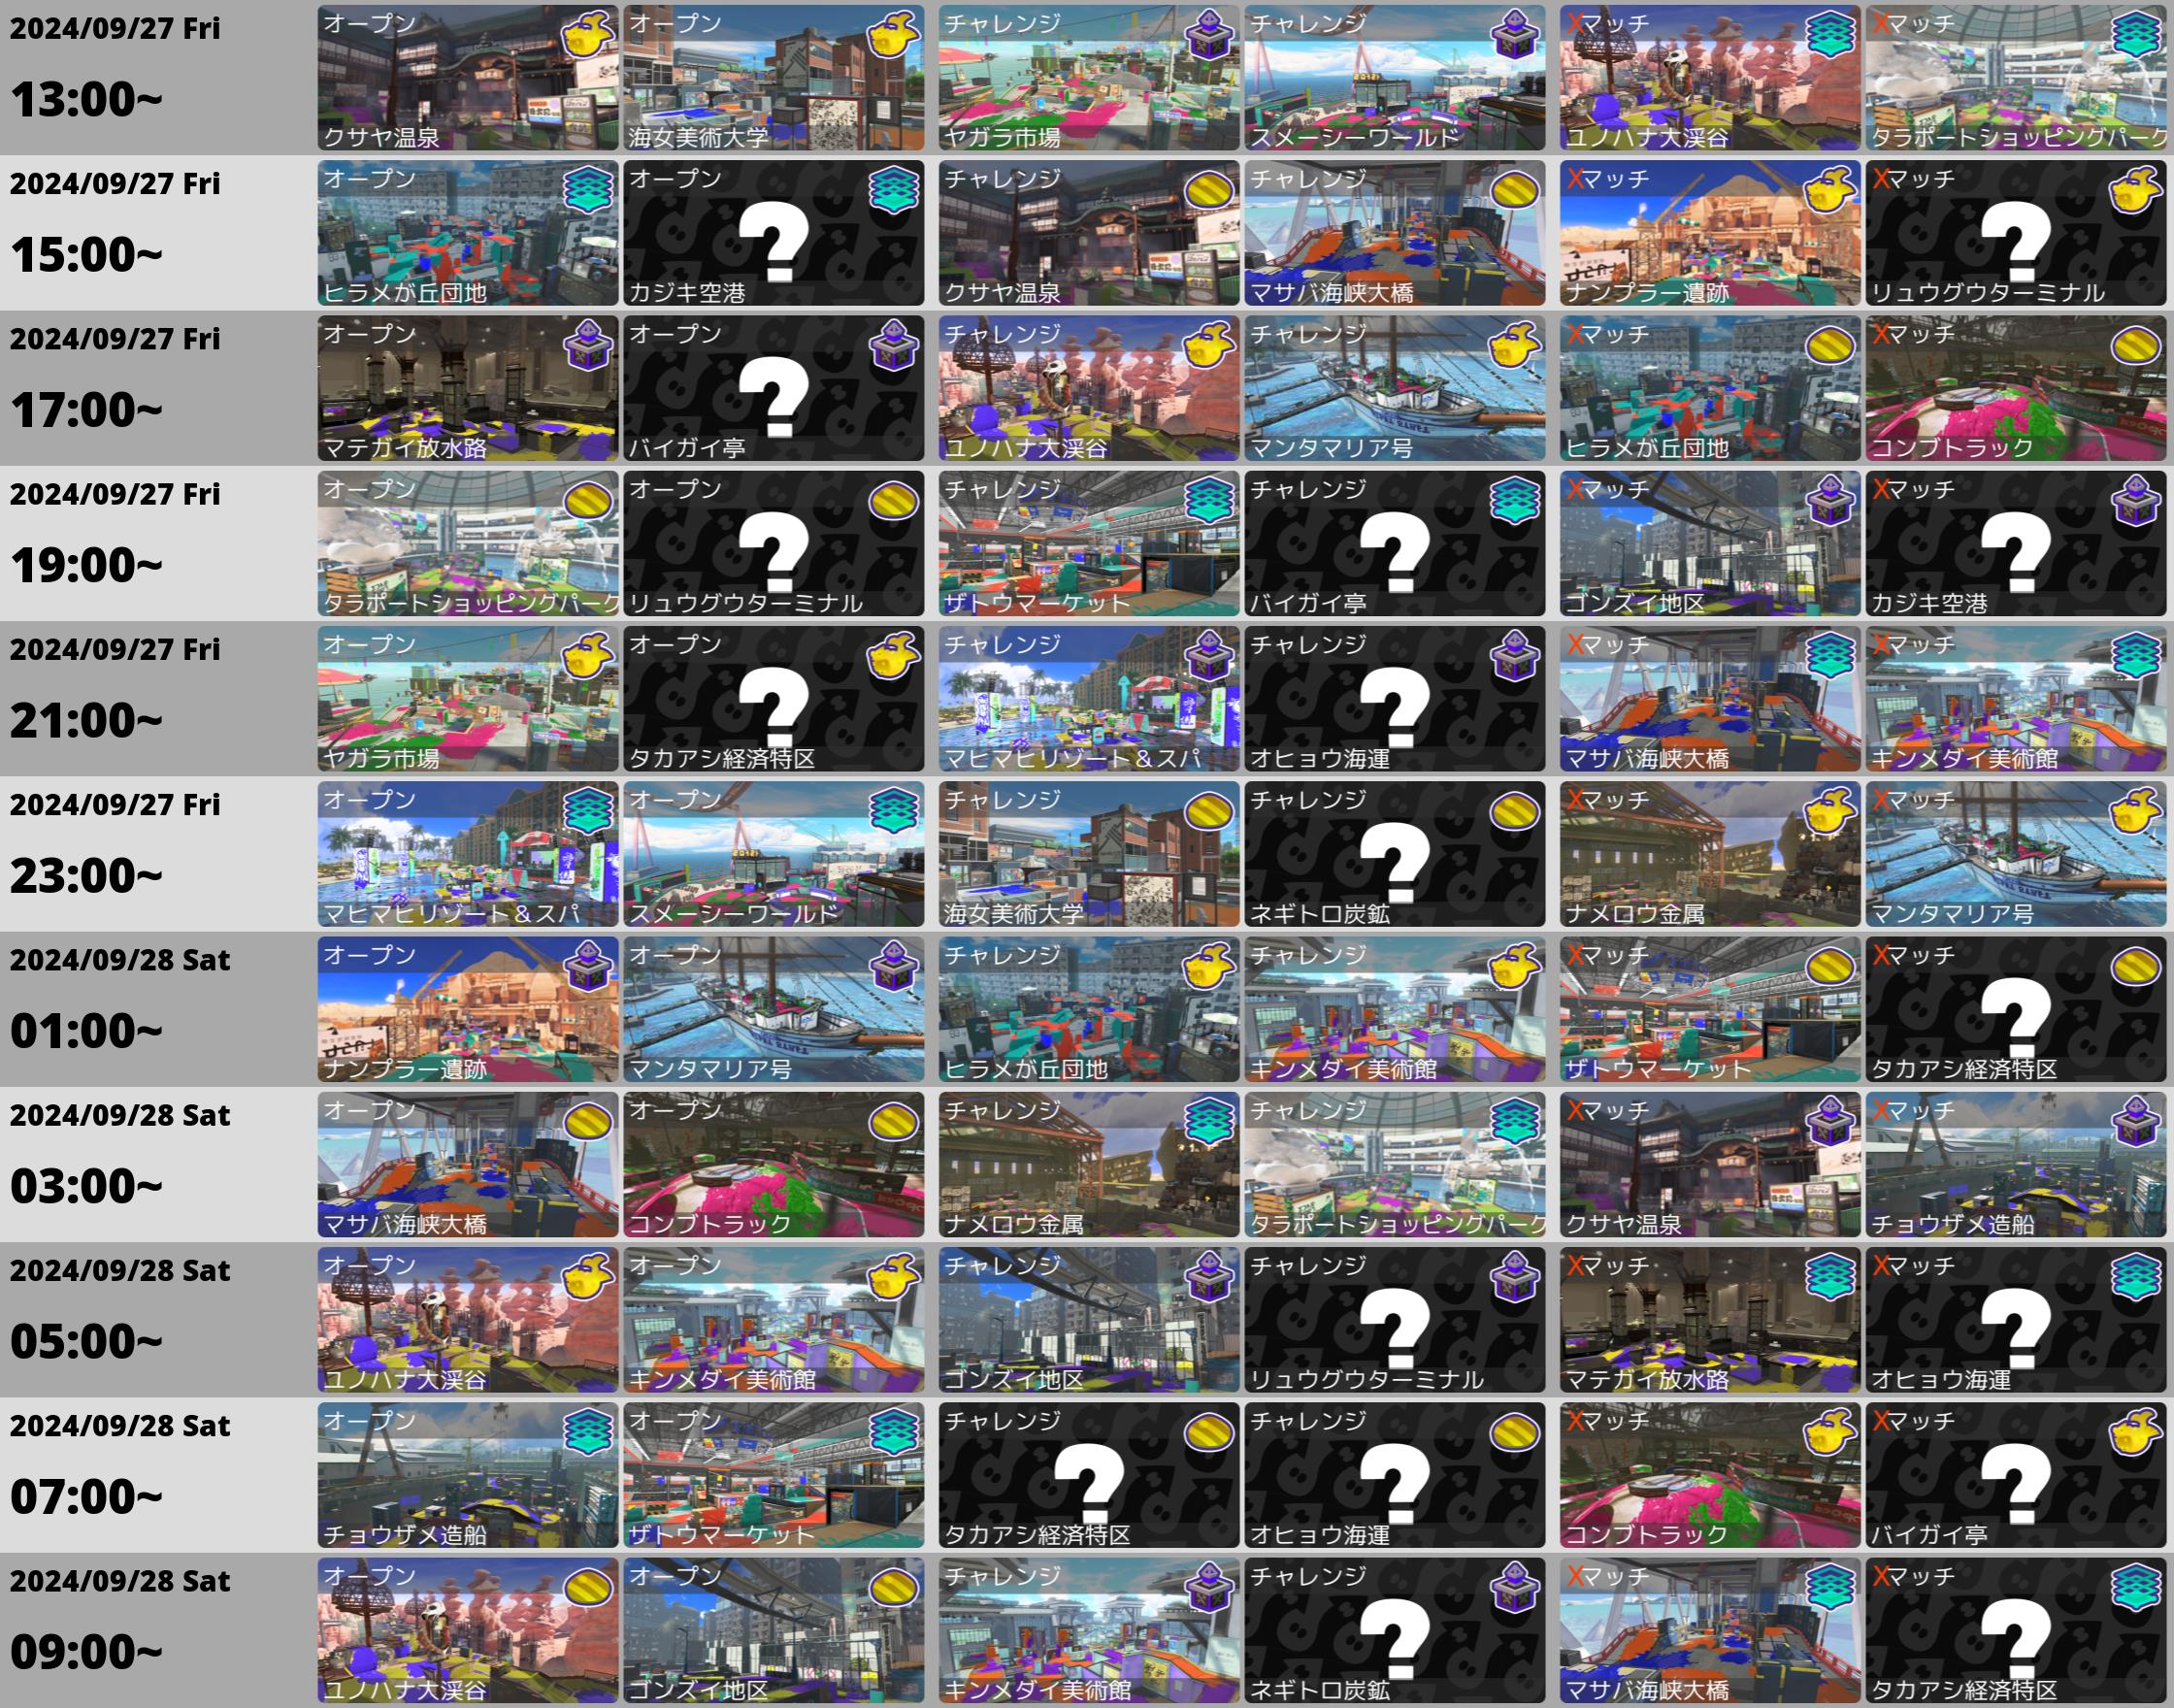 2024/09/27 Fri
13:00~
オープン
クサヤ温泉
オープン
海女美術大学
チャレンジ
ヤガラ市場
チャレンジ
スメーシーワールド
Xマッチ
ユノハナ大渓谷
Xマッチ
タラポートショッピングパーク
2024/09/27 Fri
15:00~
オープン
ヒラメが丘団地
オープン
カジキ空港
チャレンジ
クサヤ温泉
チャレンジ
マサバ海峡大橋
Xマッチ
ナンプラー遺跡
Xマッチ
リュウグウターミナル
2024/09/27 Fri
17:00~
オープン
マテガイ放水路
オープン
バイガイ亭
チャレンジ
ユノハナ大渓谷
チャレンジ
マンタマリア号
Xマッチ
ヒラメが丘団地
Xマッチ
コンブトラック
2024/09/27 Fri
19:00~
オープン
タラポートショッピングパーク
オープン
リュウグウターミナル
チャレンジ
ザトウマーケット
チャレンジ
バイガイ亭
Xマッチ
ゴンズイ地区
Xマッチ
カジキ空港
2024/09/27 Fri
21:00~
オープン
ヤガラ市場
オープン
タカアシ経済特区
チャレンジ
マヒマヒリゾート＆スパ
チャレンジ
オヒョウ海運
Xマッチ
マサバ海峡大橋
Xマッチ
キンメダイ美術館
2024/09/27 Fri
23:00~
オープン
マヒマヒリゾート＆スパ
オープン
スメーシーワールド
チャレンジ
海女美術大学
チャレンジ
ネギトロ炭鉱
Xマッチ
ナメロウ金属
Xマッチ
マンタマリア号
2024/09/28 Sat
01:00~
オープン
ナンプラー遺跡
オープン
マンタマリア号
チャレンジ
ヒラメが丘団地
チャレンジ
キンメダイ美術館
Xマッチ
ザトウマーケット
Xマッチ
タカアシ経済特区
2024/09/28 Sat
03:00~
オープン
マサバ海峡大橋
オープン
コンブトラック
チャレンジ
ナメロウ金属
チャレンジ
タラポートショッピングパーク
Xマッチ
クサヤ温泉
Xマッチ
チョウザメ造船
2024/09/28 Sat
05:00~
オープン
ユノハナ大渓谷
オープン
キンメダイ美術館
チャレンジ
ゴンズイ地区
チャレンジ
リュウグウターミナル
Xマッチ
マテガイ放水路
Xマッチ
オヒョウ海運
2024/09/28 Sat
07:00~
オープン
チョウザメ造船
オープン
ザトウマーケット
チャレンジ
タカアシ経済特区
チャレンジ
オヒョウ海運
Xマッチ
コンブトラック
Xマッチ
バイガイ亭
2024/09/28 Sat
09:00~
オープン
ユノハナ大渓谷
オープン
ゴンズイ地区
チャレンジ
キンメダイ美術館
チャレンジ
ネギトロ炭鉱
Xマッチ
マサバ海峡大橋
Xマッチ
タカアシ経済特区